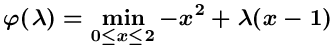 φ(λ) = min_{0≤x≤2} −x² + λ(x − 1)